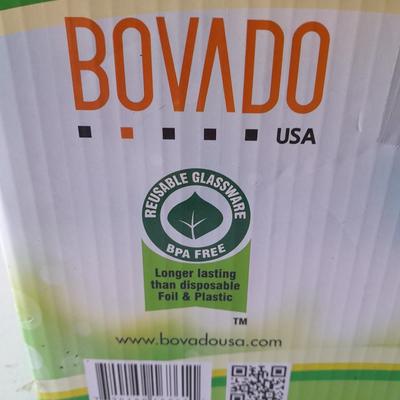 BOVADO
USA
REUSABLE GLASSWARE
BPA FREE
Longer lasting
than disposable
Foil & Plastic
TM
www.bovadousa.com